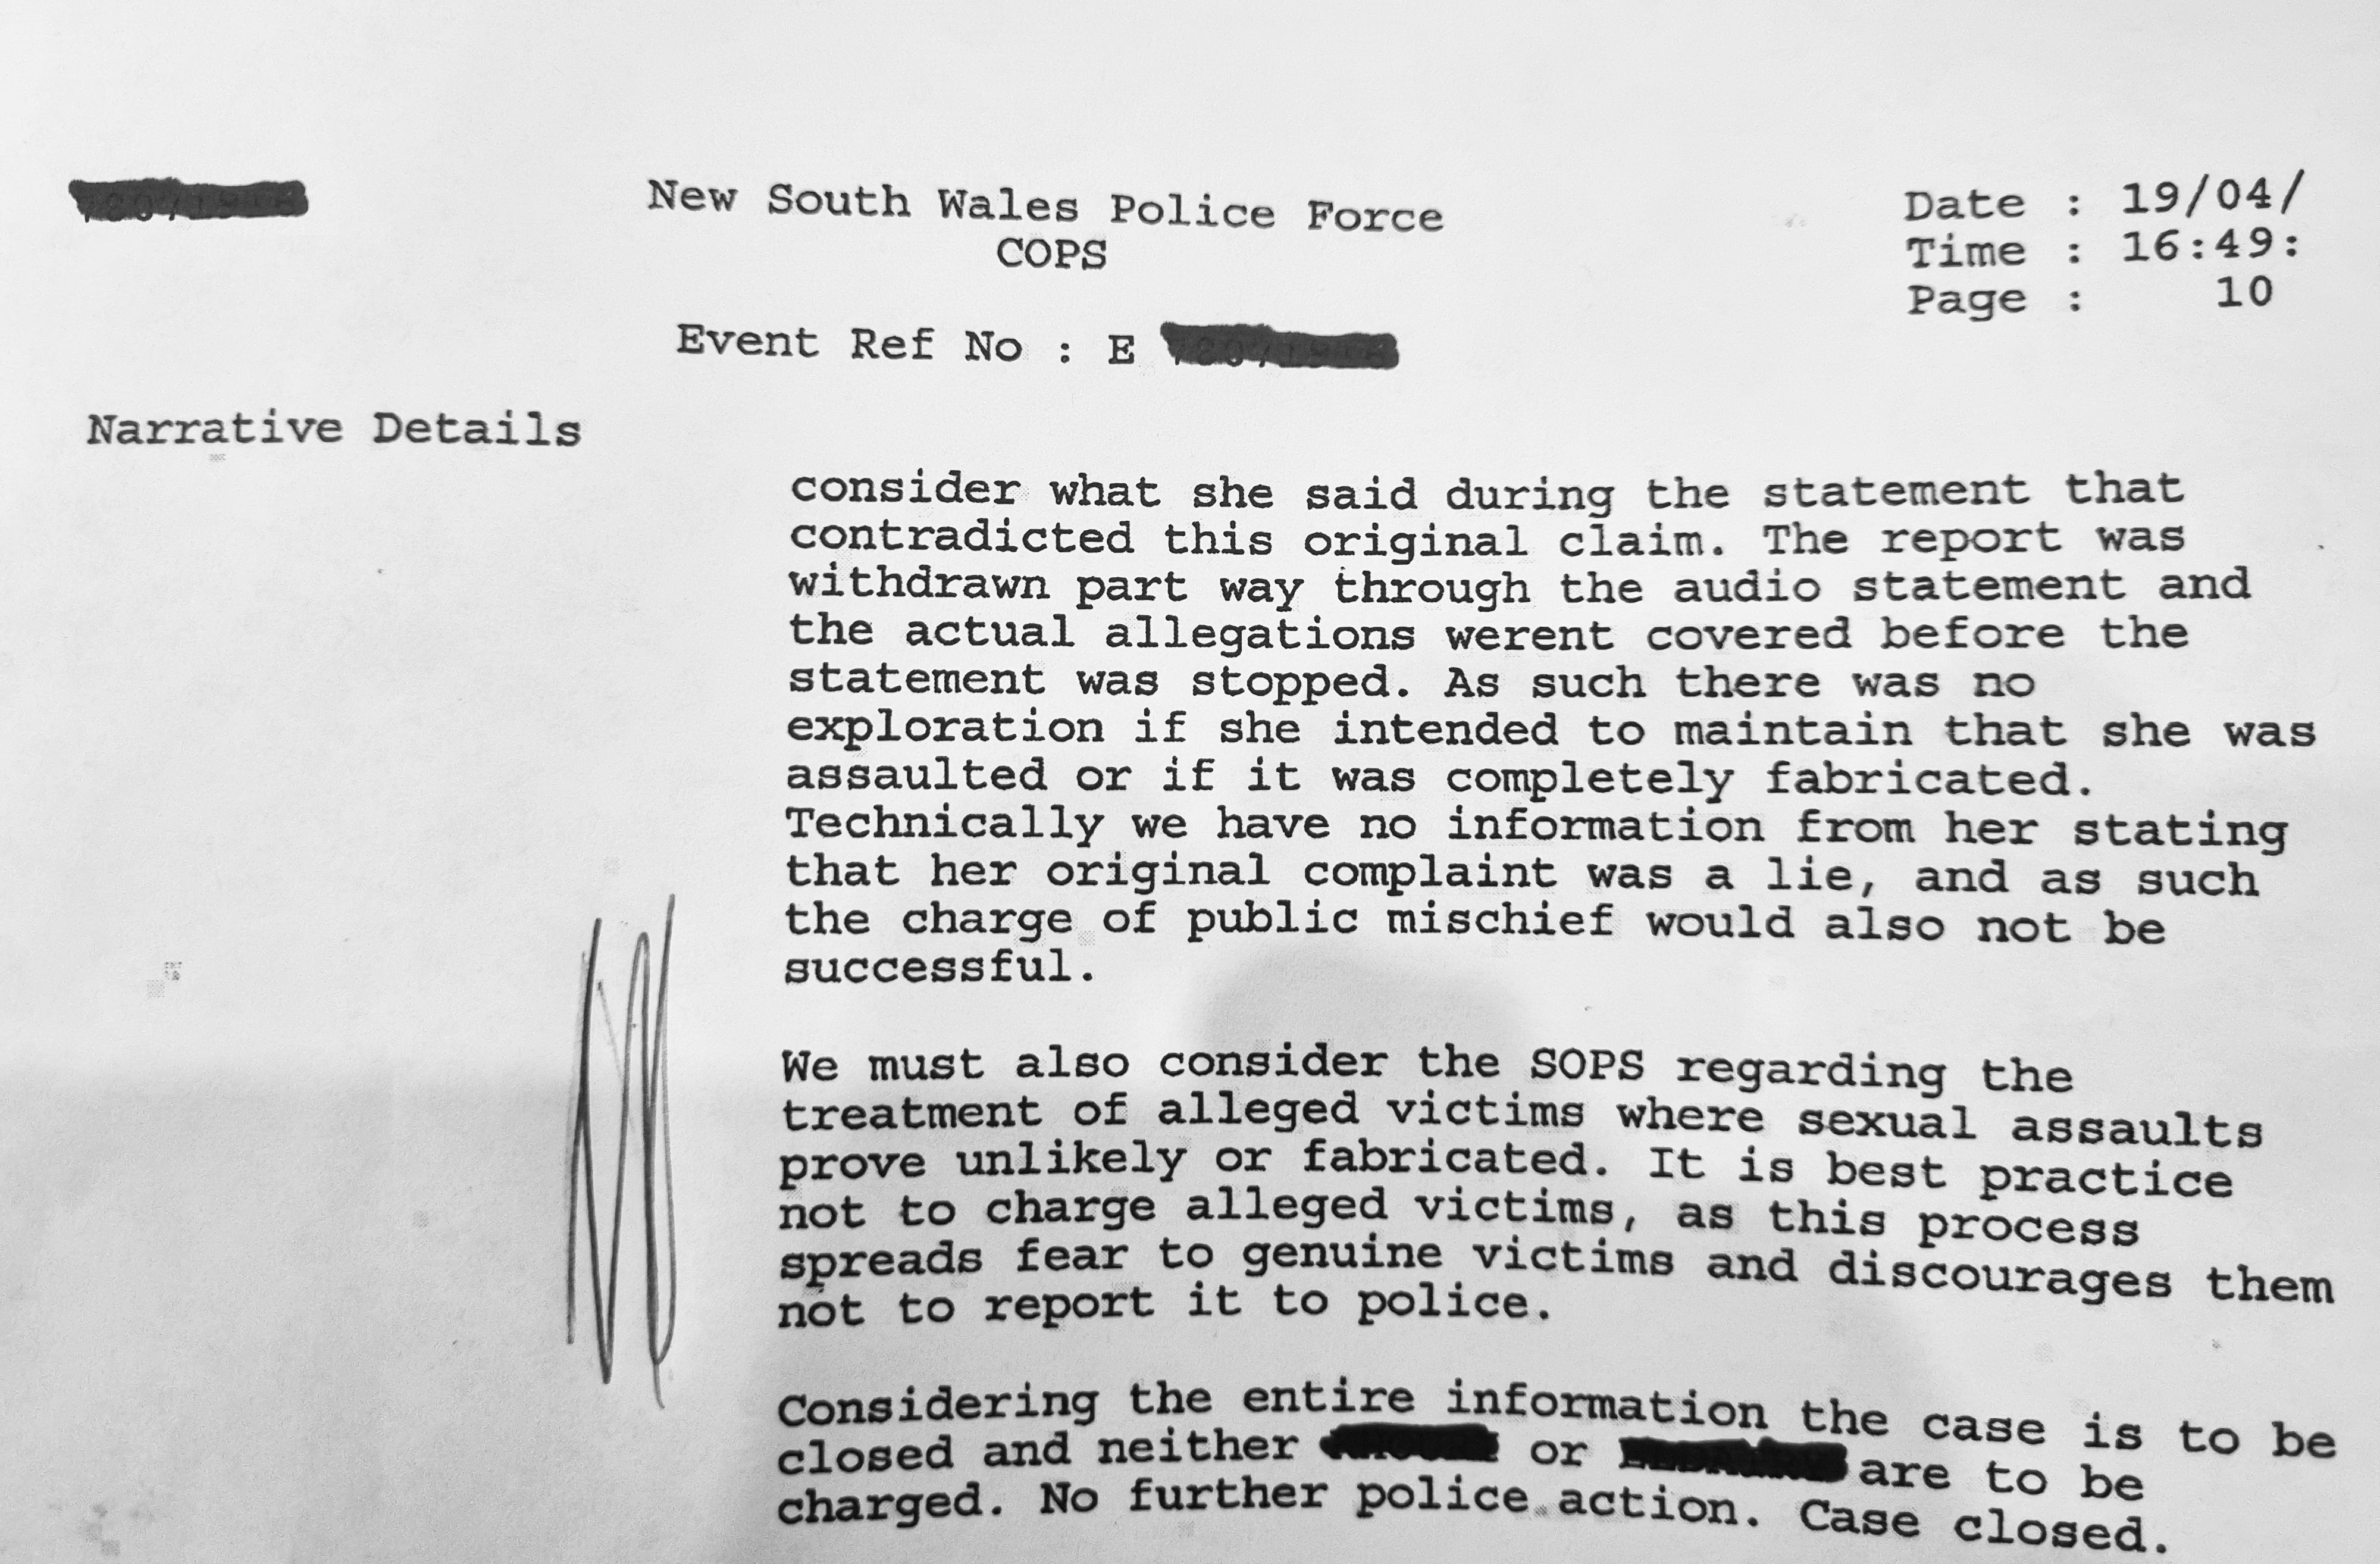 New South Wales Police Force
COPS
Date : 19/04/
Time : 16:49:
Page : 10
Event Ref No : E
Narrative Details
consider what she said during the statement that
contradicted this original claim. The report was
withdrawn part way through the audio statement and
the actual allegations werent covered before the
statement was stopped. As such there was no
exploration if she intended to maintain that she was
assaulted or if it was completely fabricated.
Technically we have no information from her stating
that her original complaint was a lie, and as such
the charge of public mischief would also not be
successful.
We must also consider the SOPS regarding the
treatment of alleged victims where sexual assaults
prove unlikely or fabricated. It is best practice
not to charge alleged victims, as this process
spreads fear to genuine victims and discourages them
not to report it to police.
Considering the entire information the case is to be
closed and neither or are to be
charged. No further police action. Case closed.